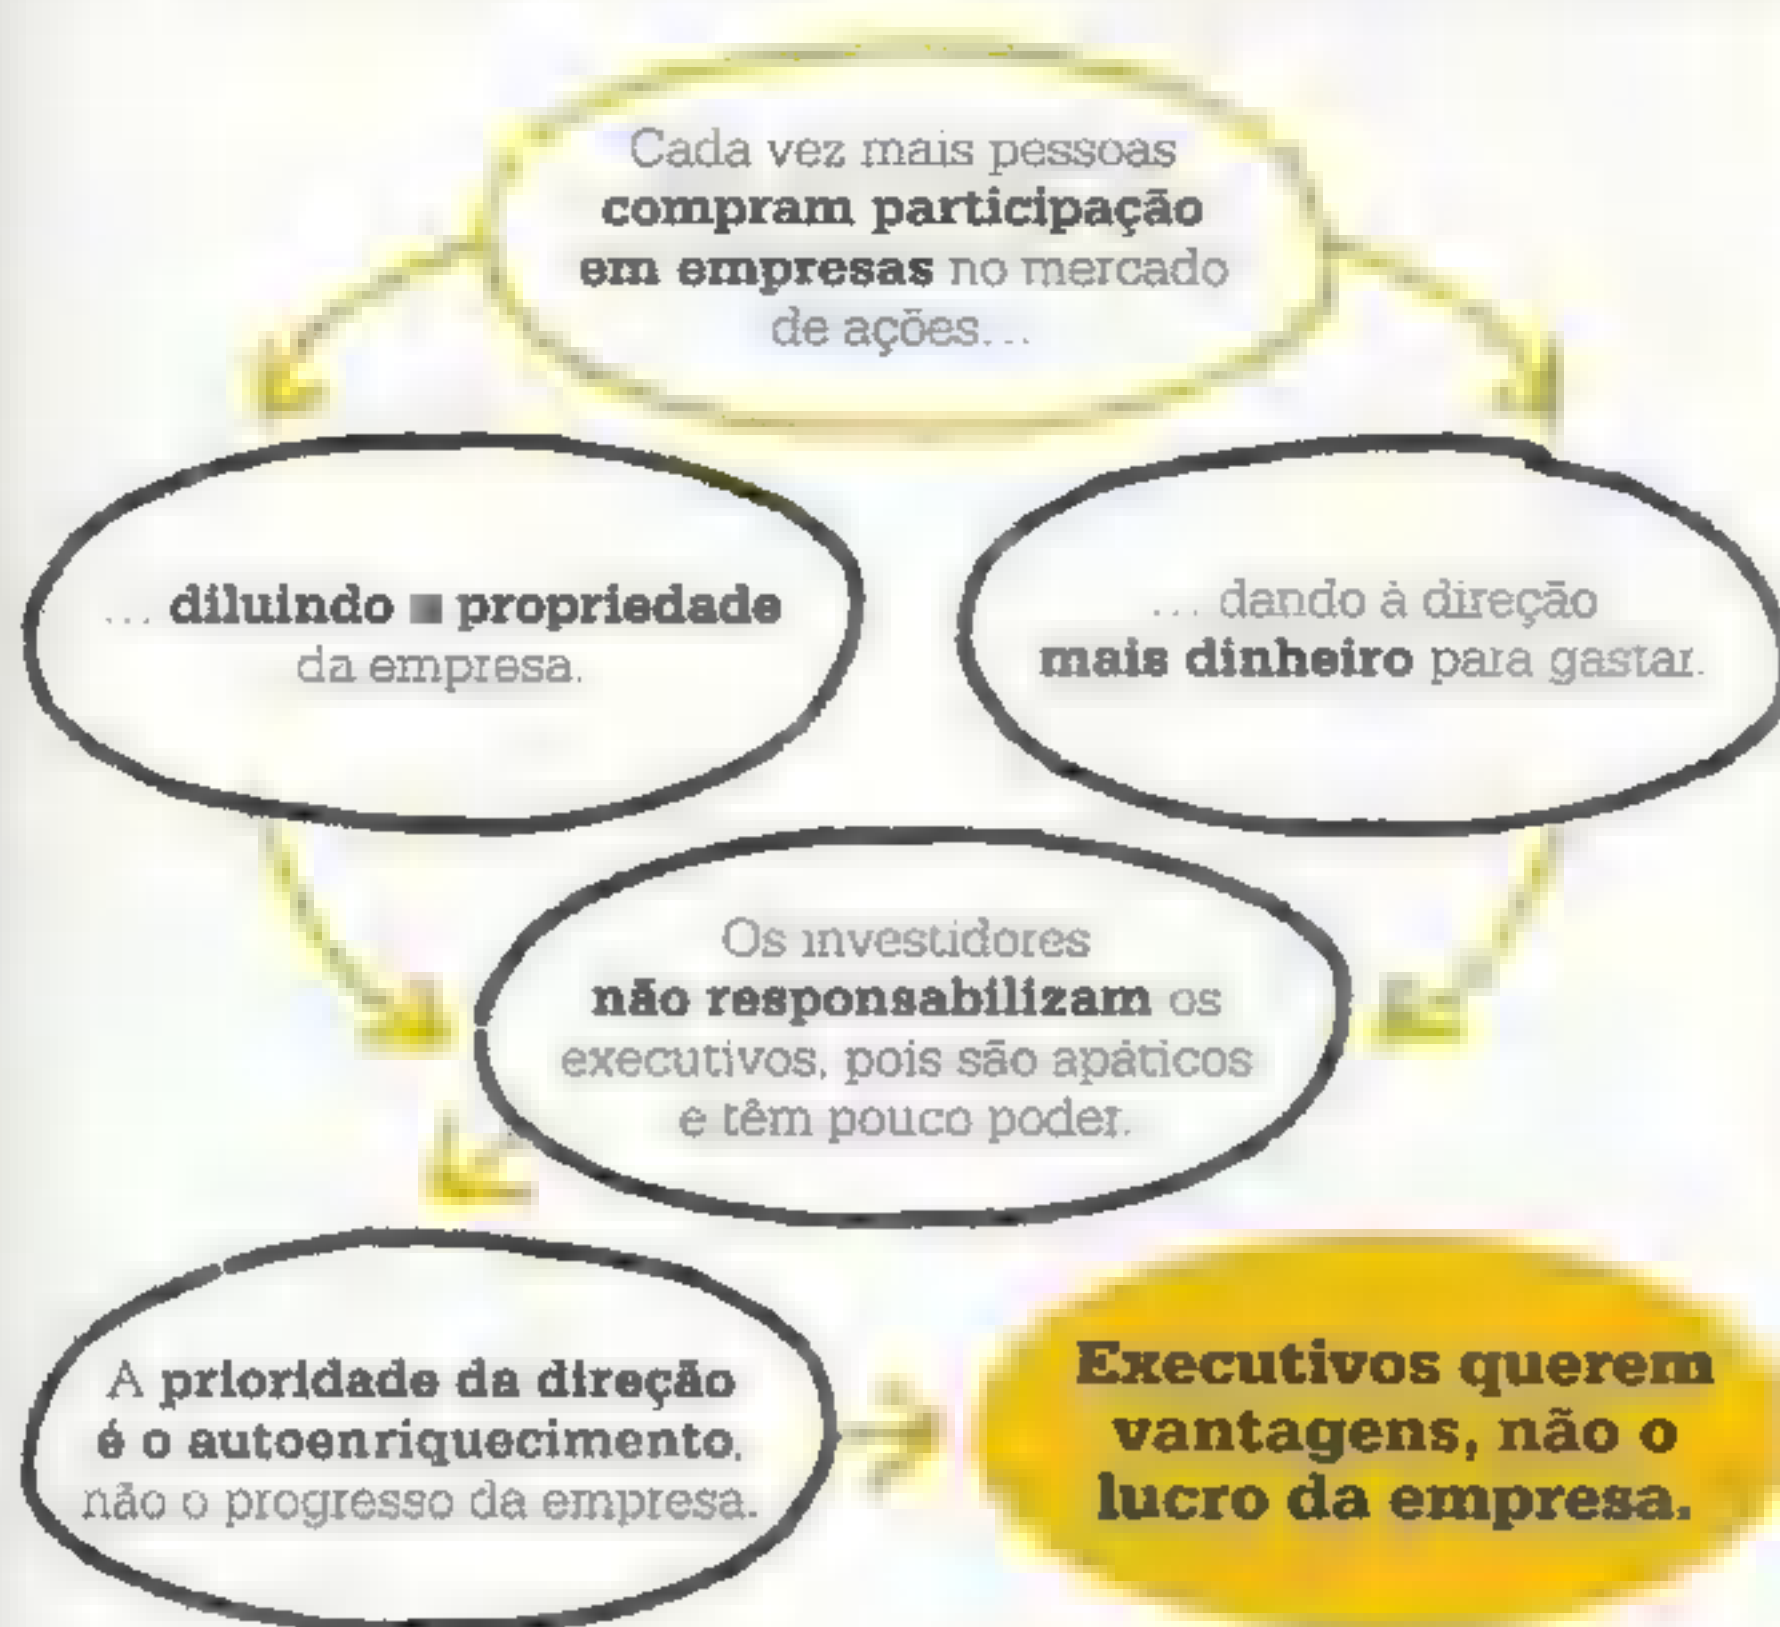 Cada vez mais pessoas
compram participação
em empresas no mercado
de ações...
... diluindo propriedade
da empresa.
... dando à direção
mais dinheiro para gastar.
Os investidores
não responsabilizam os
executivos, pois são apáticos
e têm pouco poder.
A prioridade da direção
é o autoenriquecimento,
não o progresso da empresa.
Executivos querem
vantagens, não o
lucro da empresa.